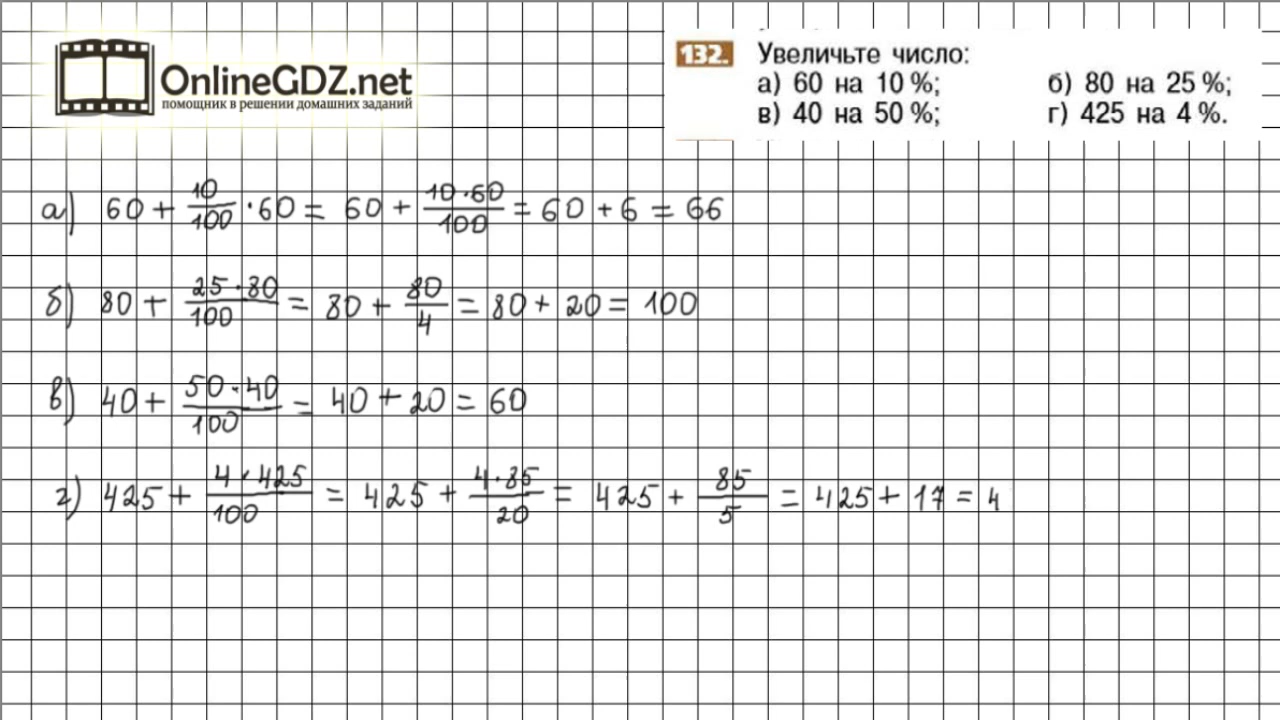 OnlineGDZ.net
помощник в решении домашних заданий
132. Увеличьте число:
а) 60 на 10 %; б) 80 на 25 %;
в) 40 на 50 %; г) 425 на 4 %.
а) 60 + 10/100 · 60 = 60 + 10·60/100 = 60 + 6 = 66
б) 80 + 25·80/100 = 80 + 80/4 = 80 + 20 = 100
в) 40 + 50·40/100 = 40 + 20 = 60
г) 425 + 4·425/100 = 425 + 4·85/20 = 425 + 85/5 = 425 + 17 = 4